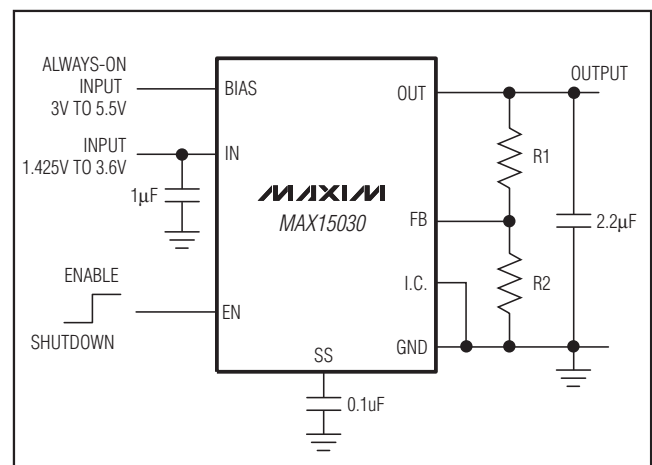 ALWAYS-ON
INPUT
3V TO 5.5V
BIAS
OUT
OUTPUT
INPUT
1.425V TO 3.6V
IN
R1
1µF
MAXIM
MAX15030
FB
2.2µF
I.C.
R2
ENABLE
SHUTDOWN
EN
GND
SS
0.1uF